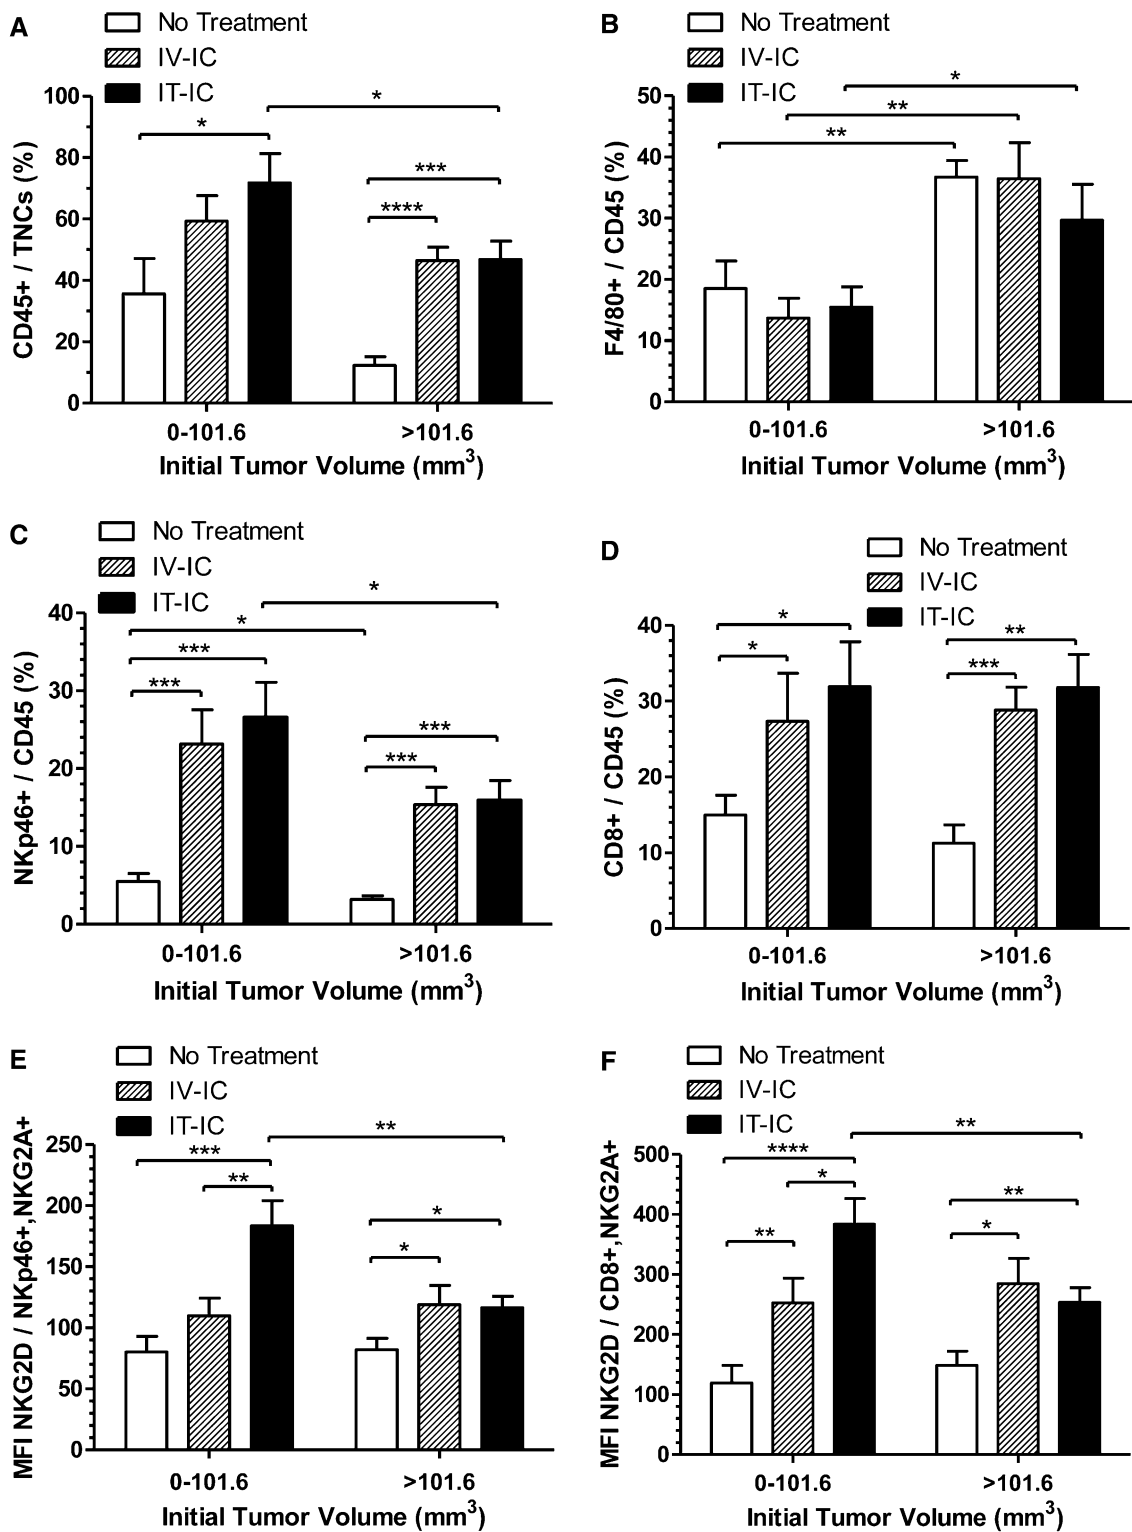 A
No Treatment
IV-IC
IT-IC
CD45+ / TNCs (%)
100
80
60
40
20
0
*
*
***
****
0-101.6
>101.6
Initial Tumor Volume (mm3)
B
No Treatment
IV-IC
IT-IC
F4/80+ / CD45 (%)
50
40
30
20
10
0
*
**
**
0-101.6
>101.6
Initial Tumor Volume (mm3)
C
No Treatment
IV-IC
IT-IC
NKp46+ / CD45 (%)
40
30
20
10
0
*
*
***
***
***
***
0-101.6
>101.6
Initial Tumor Volume (mm3)
D
No Treatment
IV-IC
IT-IC
CD8+ / CD45 (%)
40
30
20
10
0
*
*
**
***
0-101.6
>101.6
Initial Tumor Volume (mm3)
E
No Treatment
IV-IC
IT-IC
MFI NKG2D / NKp46+,NKG2A+
250
200
150
100
50
0
**
***
**
*
*
0-101.6
>101.6
Initial Tumor Volume (mm3)
F
No Treatment
IV-IC
IT-IC
MFI NKG2D / CD8+,NKG2A+
500
400
300
200
100
0
**
****
*
**
**
*
0-101.6
>101.6
Initial Tumor Volume (mm3)